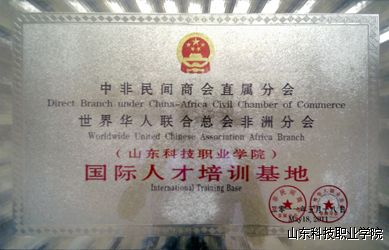 中非民间商会直属分会
Direct Branch under China-Africa Civil Chamber of Commerce
世界华人联合总会非洲分会
Worldwide United Chinese Association Africa Branch
（山东科技职业学院）
国际人才培训基地
International Training Base
May18, 2011
山东科技职业学院